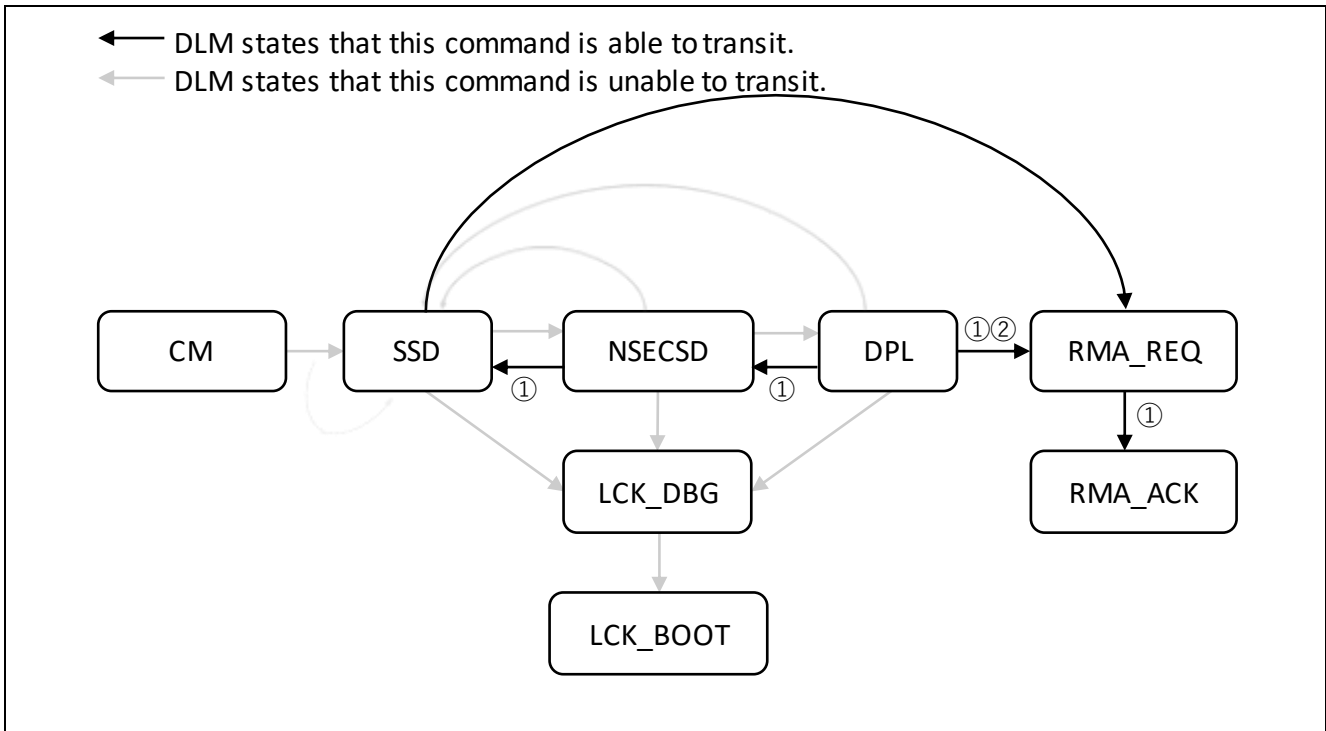 DLM states that this command is able to transit.
DLM states that this command is unable to transit.
CM
SSD
NSECSD
DPL
①②
RMA_REQ
①
①
①
LCK_DBG
RMA_ACK
LCK_BOOT